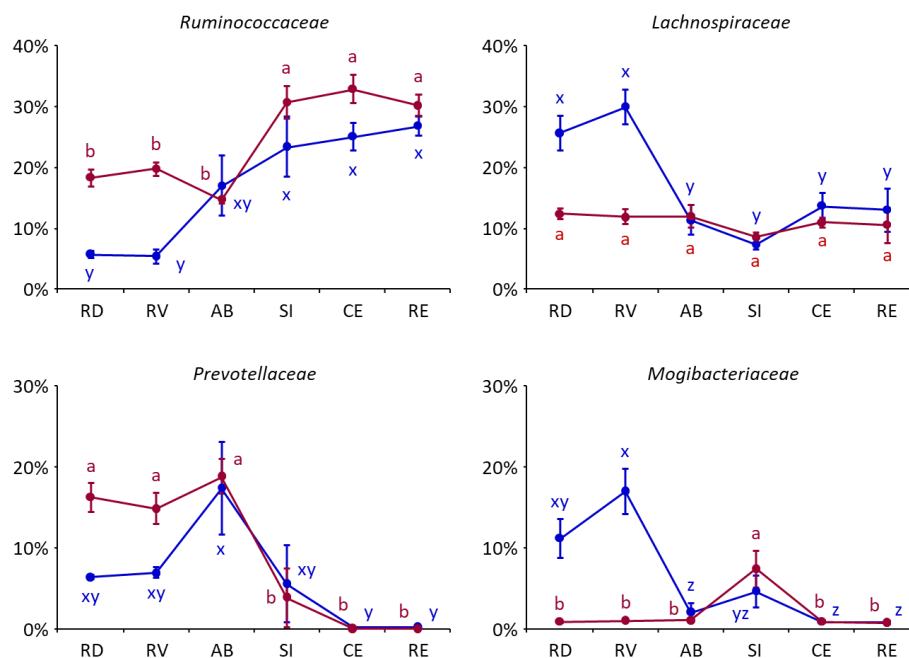 Ruminococcaceae
40%
30%
20%
10%
0%
b
b
b
a
a
a
y
y
xy
x
x
x
RD RV AB SI CE RE
Lachnospiraceae
40%
30%
20%
10%
0%
x
x
y
y
y
y
a
a
a
a
a
a
RD RV AB SI CE RE
Prevotellaceae
30%
20%
10%
0%
a
a
a
b
b
b
xy
xy
x
xy
y
y
RD RV AB SI CE RE
Mogibacteriaceae
30%
20%
10%
0%
xy
x
z
yz
z
z
b
b
b
a
b
b
RD RV AB SI CE RE